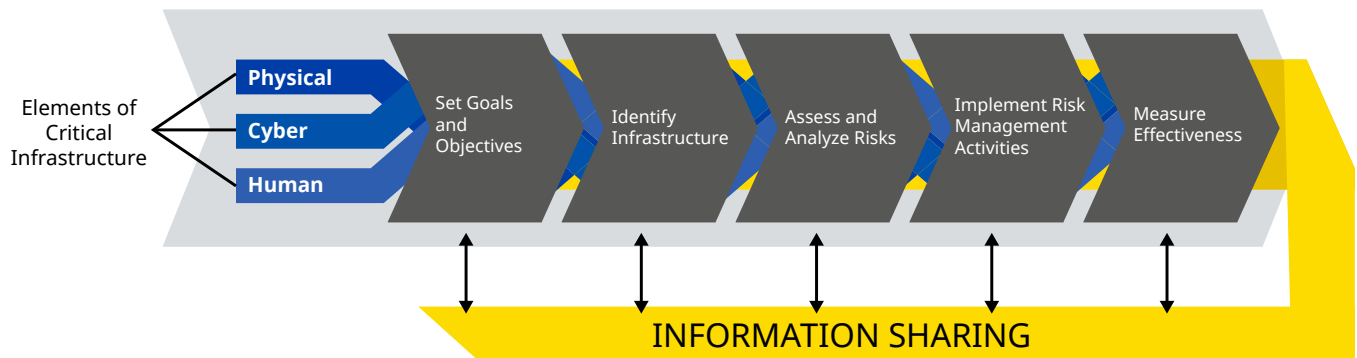 Elements of
Critical
Infrastructure
Physical
Cyber
Human
Set Goals
and
Objectives
Identify
Infrastructure
Assess and
Analyze Risks
Implement Risk
Management
Activities
Measure
Effectiveness
INFORMATION SHARING